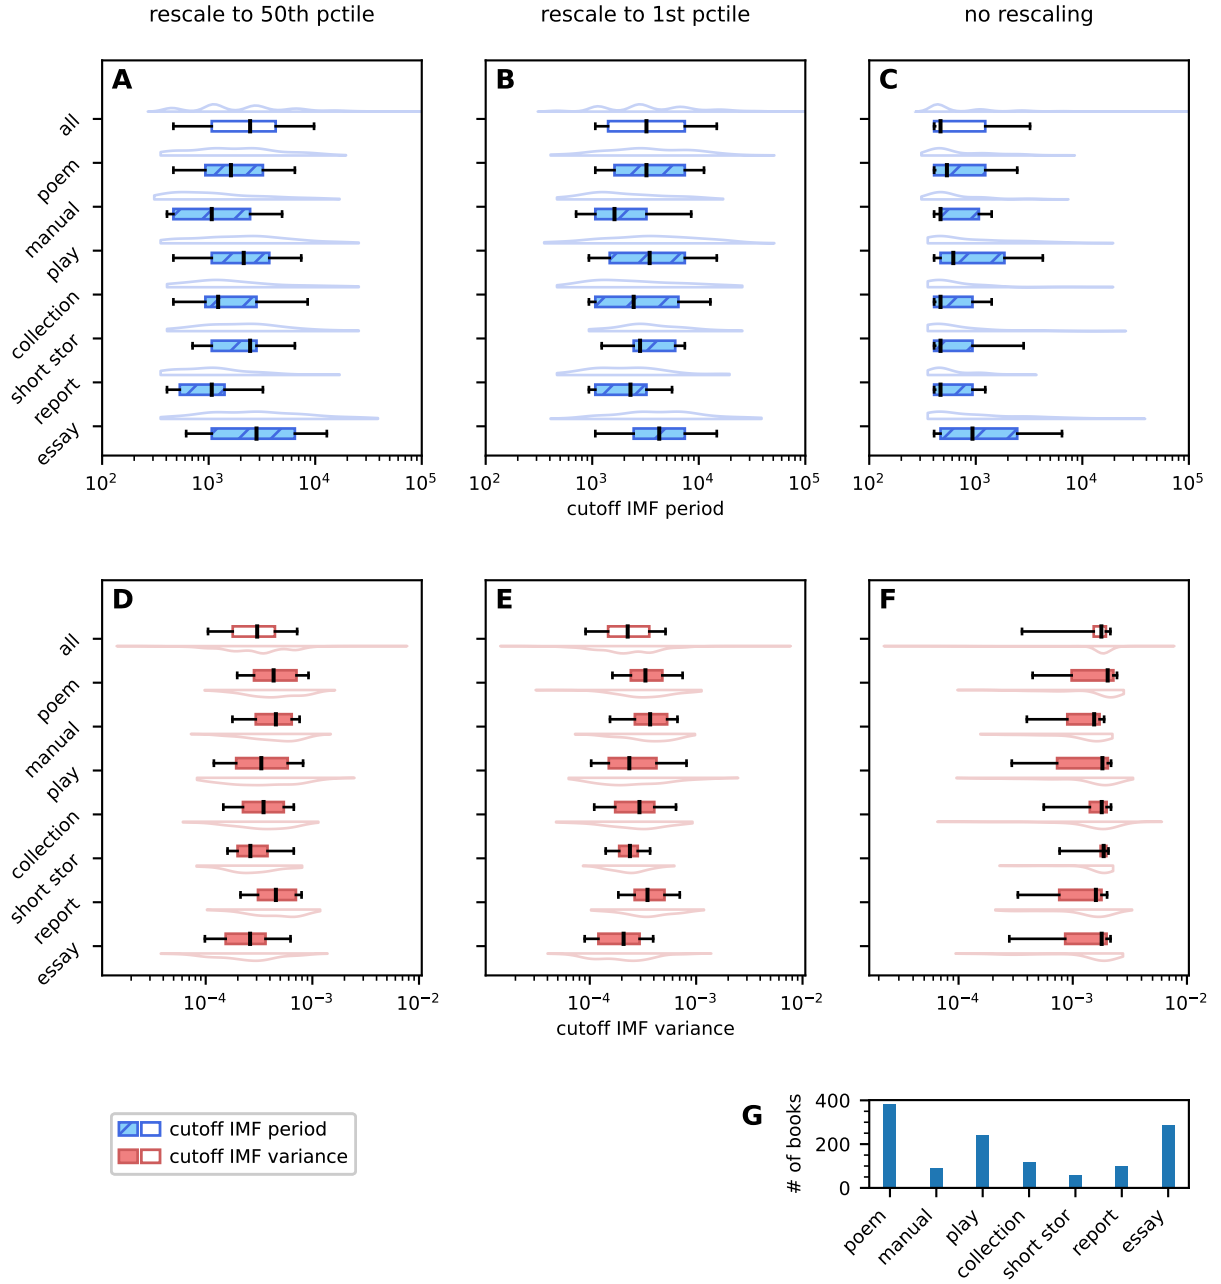 rescale to 50th pctile
rescale to 1st pctile
no rescaling
A
B
C
all
poem
manual
play
collection
short stor
report
essay
10²
10³
10⁴
10⁵
10²
10³
10⁴
10⁵
10²
10³
10⁴
10⁵
cutoff IMF period
D
E
F
all
poem
manual
play
collection
short stor
report
essay
10⁻⁴
10⁻³
10⁻²
10⁻⁴
10⁻³
10⁻²
10⁻⁴
10⁻³
10⁻²
cutoff IMF variance
cutoff IMF period
cutoff IMF variance
G
# of books
400
200
0
poem
manual
play
collection
short stor
report
essay